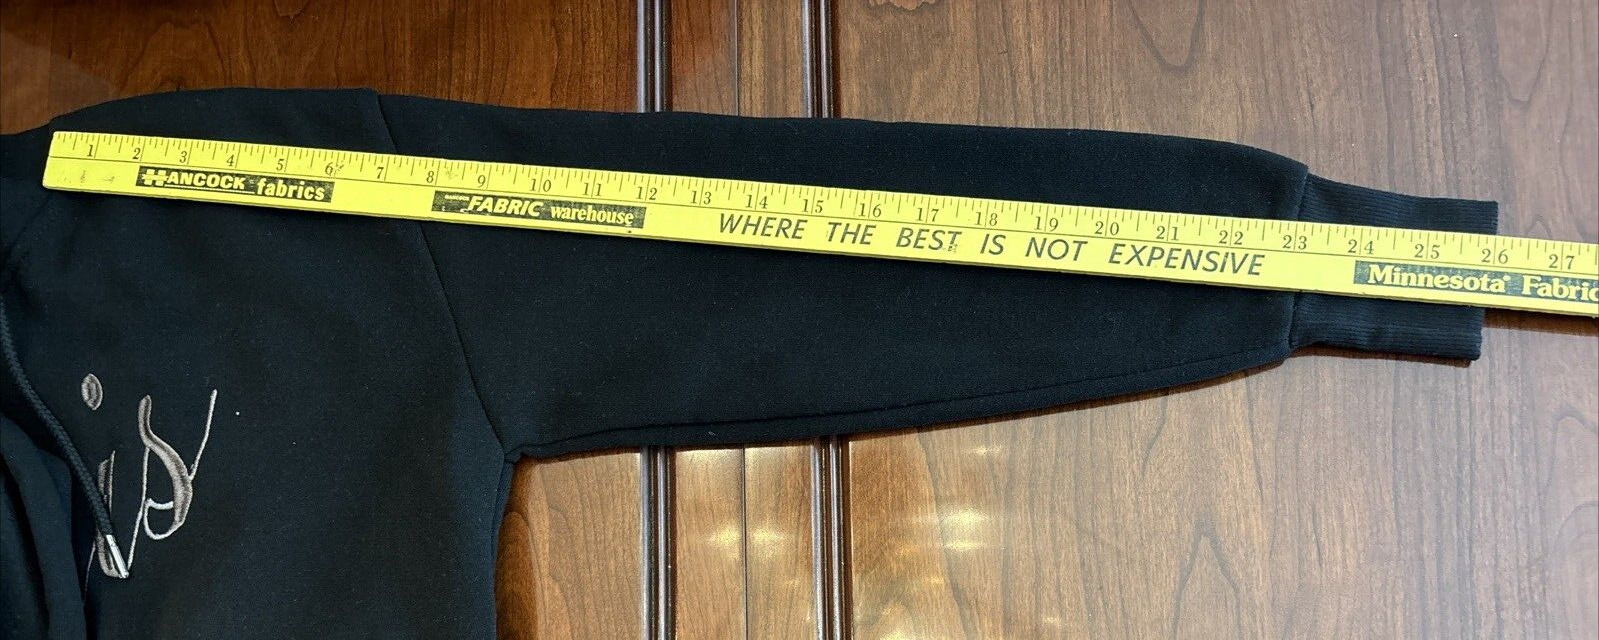 1 2 3 4 5 6 7 8 9 10 11 12 13 14 15 16 17 18 19 20 21 22 23 24 25 26 27
HANCOCK fabrics
FABRIC warehouse
WHERE THE BEST IS NOT EXPENSIVE
Minnesota Fabric
is